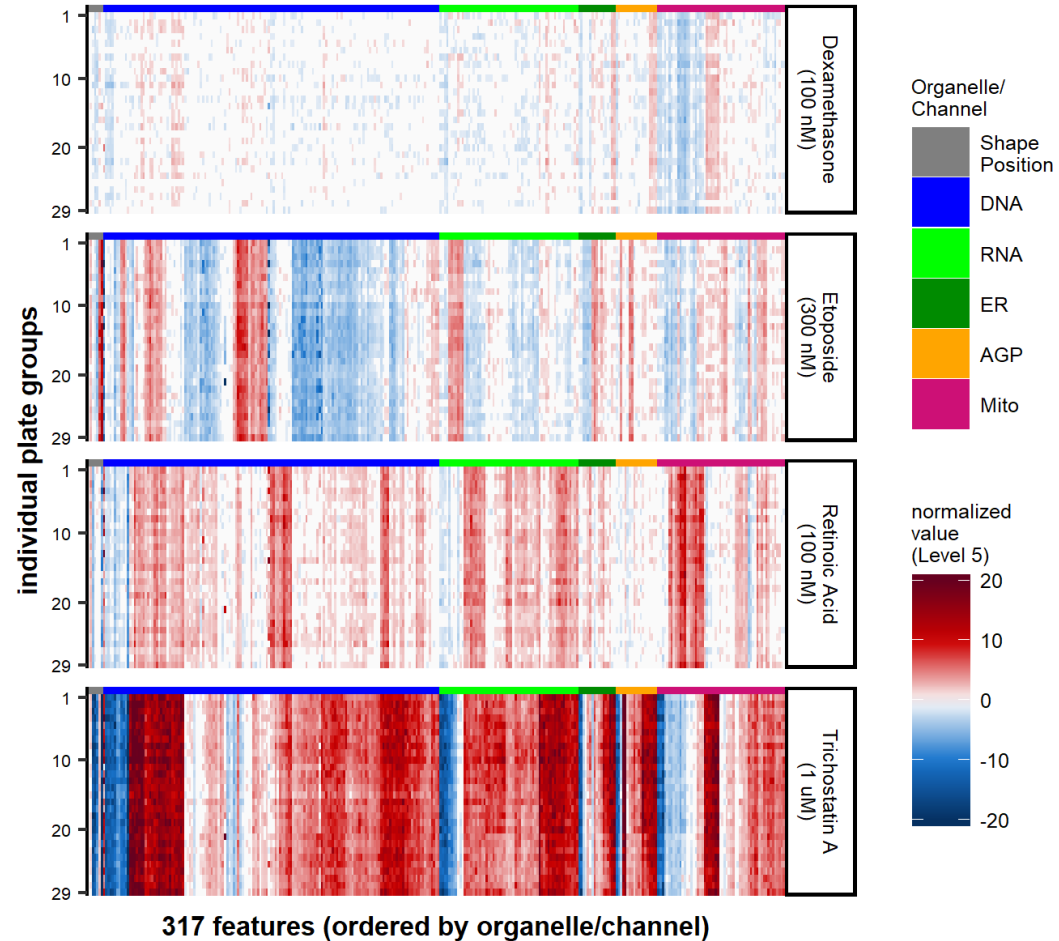 1
10
20
29
Dexamethasone
(100 nM)
1
10
20
29
Etoposide
(300 nM)
1
10
20
29
Retinoic Acid
(100 nM)
1
10
20
29
Trichostatin A
(1 uM)
individual plate groups
317 features (ordered by organelle/channel)
Organelle/
Channel
Shape
Position
DNA
RNA
ER
AGP
Mito
normalized
value
(Level 5)
20
10
0
-10
-20